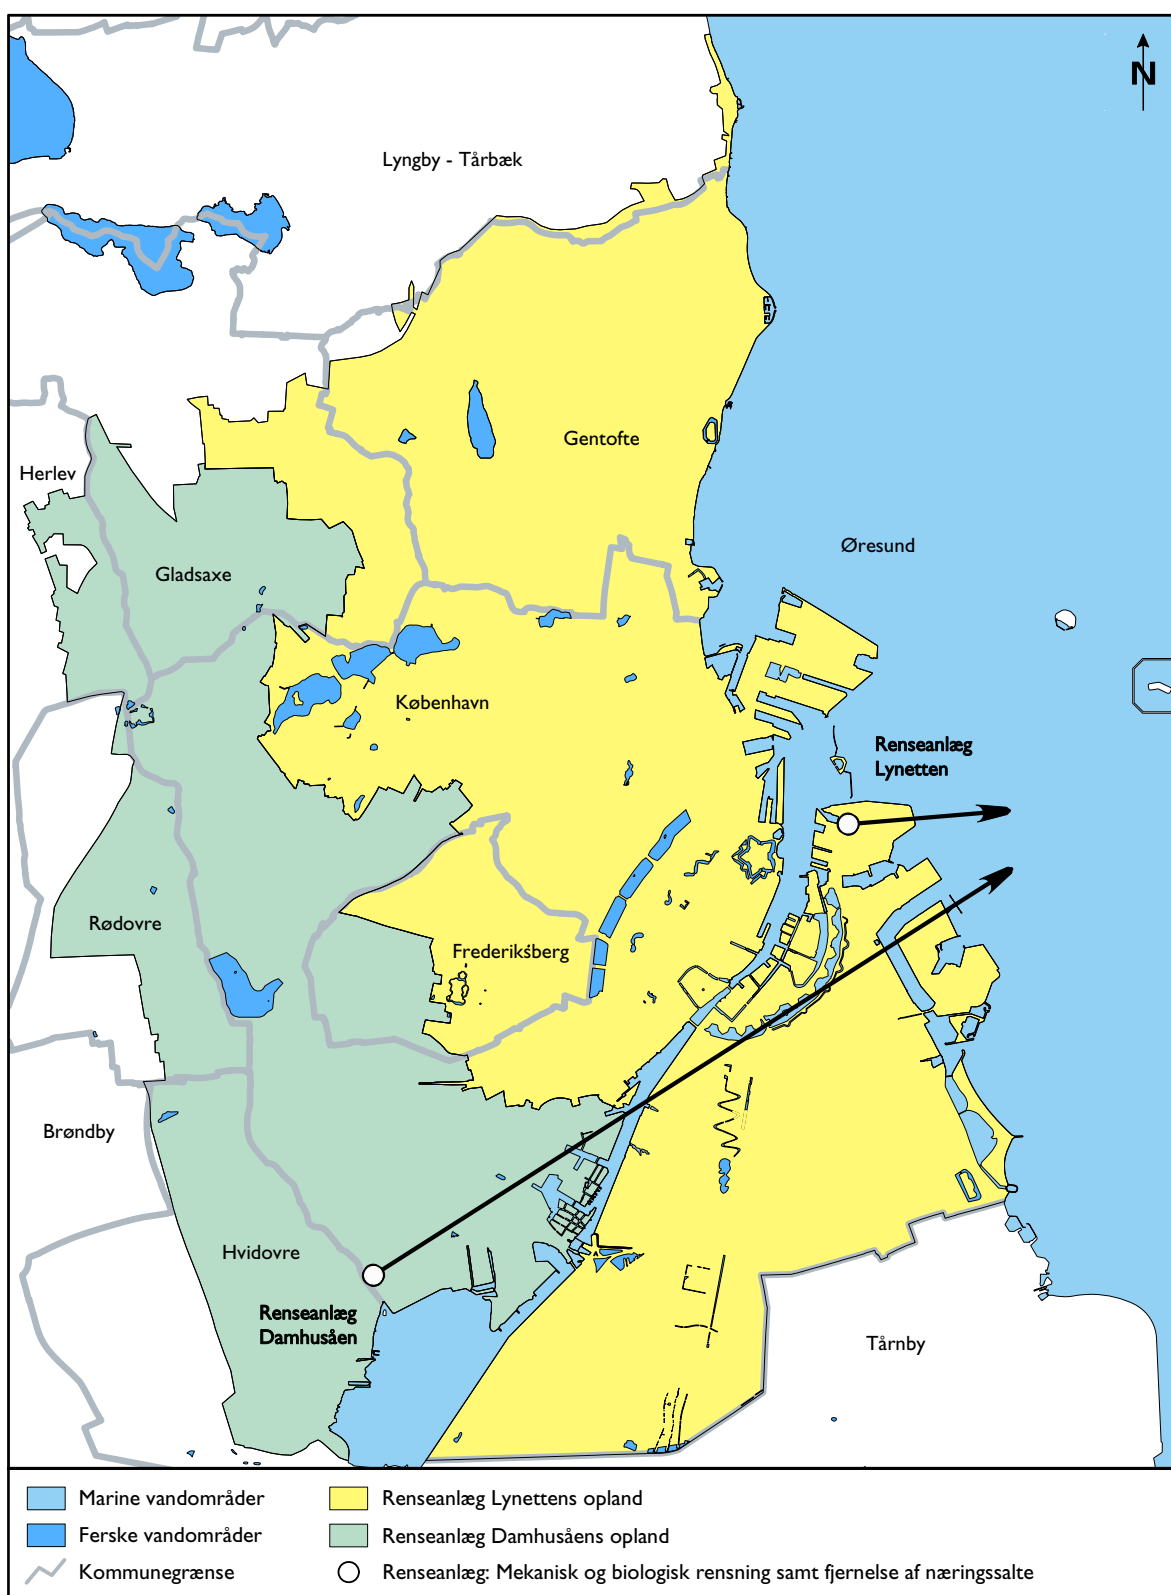 N
Lyngby - Tårbæk
Gentofte
Herlev
Øresund
Gladsaxe
København
Renseanlæg
Lynetten
Rødovre
Frederiksberg
Brøndby
Hvidovre
Renseanlæg
Damhusåen
Tårnby
Marine vandområder
Renseanlæg Lynettens opland
Ferske vandområder
Renseanlæg Damhusåens opland
Kommunegrænse
Renseanlæg: Mekanisk og biologisk rensning samt fjernelse af næringssalte